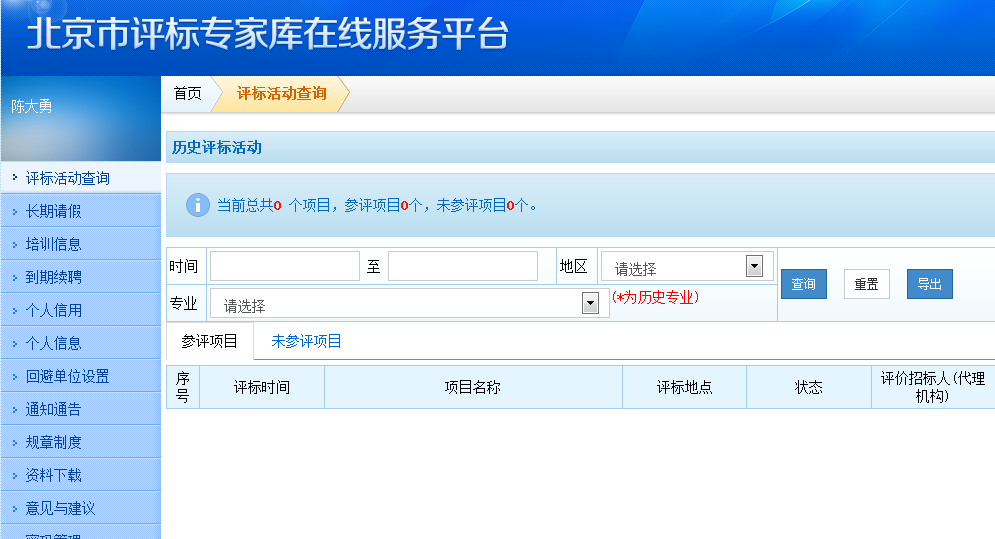 北京市评标专家库在线服务平台
陈大勇
首页 评标活动查询
历史评标活动
当前总共0 个项目，参评项目0个，未参评项目0个。
评标活动查询
长期请假
培训信息
到期续聘
个人信用
个人信息
回避单位设置
通知通告
规章制度
资料下载
意见与建议
时间 至 地区 请选择
查询 重置 导出
专业 请选择 (*为历史专业)
参评项目 未参评项目
序号 评标时间 项目名称 评标地点 状态 评价招标人(代理
机构)